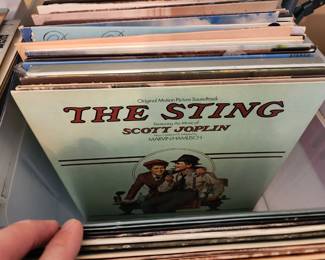 Original Motion Picture Soundtrack
THE STING
featuring the Music of
SCOTT JOPLIN
MARVIN HAMLISCH